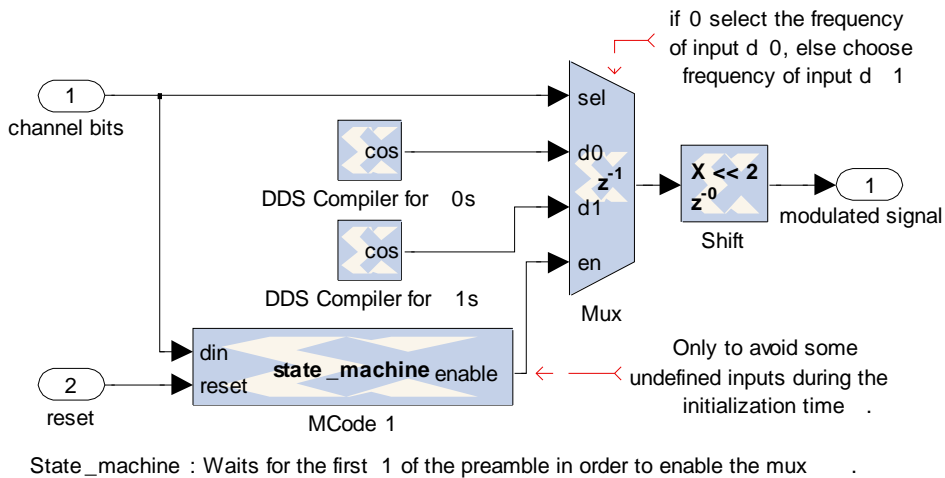 if 0 select the frequency
of input d 0, else choose
frequency of input d 1
1
channel bits
sel
cos
d0
DDS Compiler for 0s
z-1
X << 2
z-0
1
modulated signal
d1
Shift
cos
en
DDS Compiler for 1s
Mux
din
state_machine
enable
reset
2
reset
MCode 1
Only to avoid some
undefined inputs during the
initialization time .
State_machine : Waits for the first 1 of the preamble in order to enable the mux .